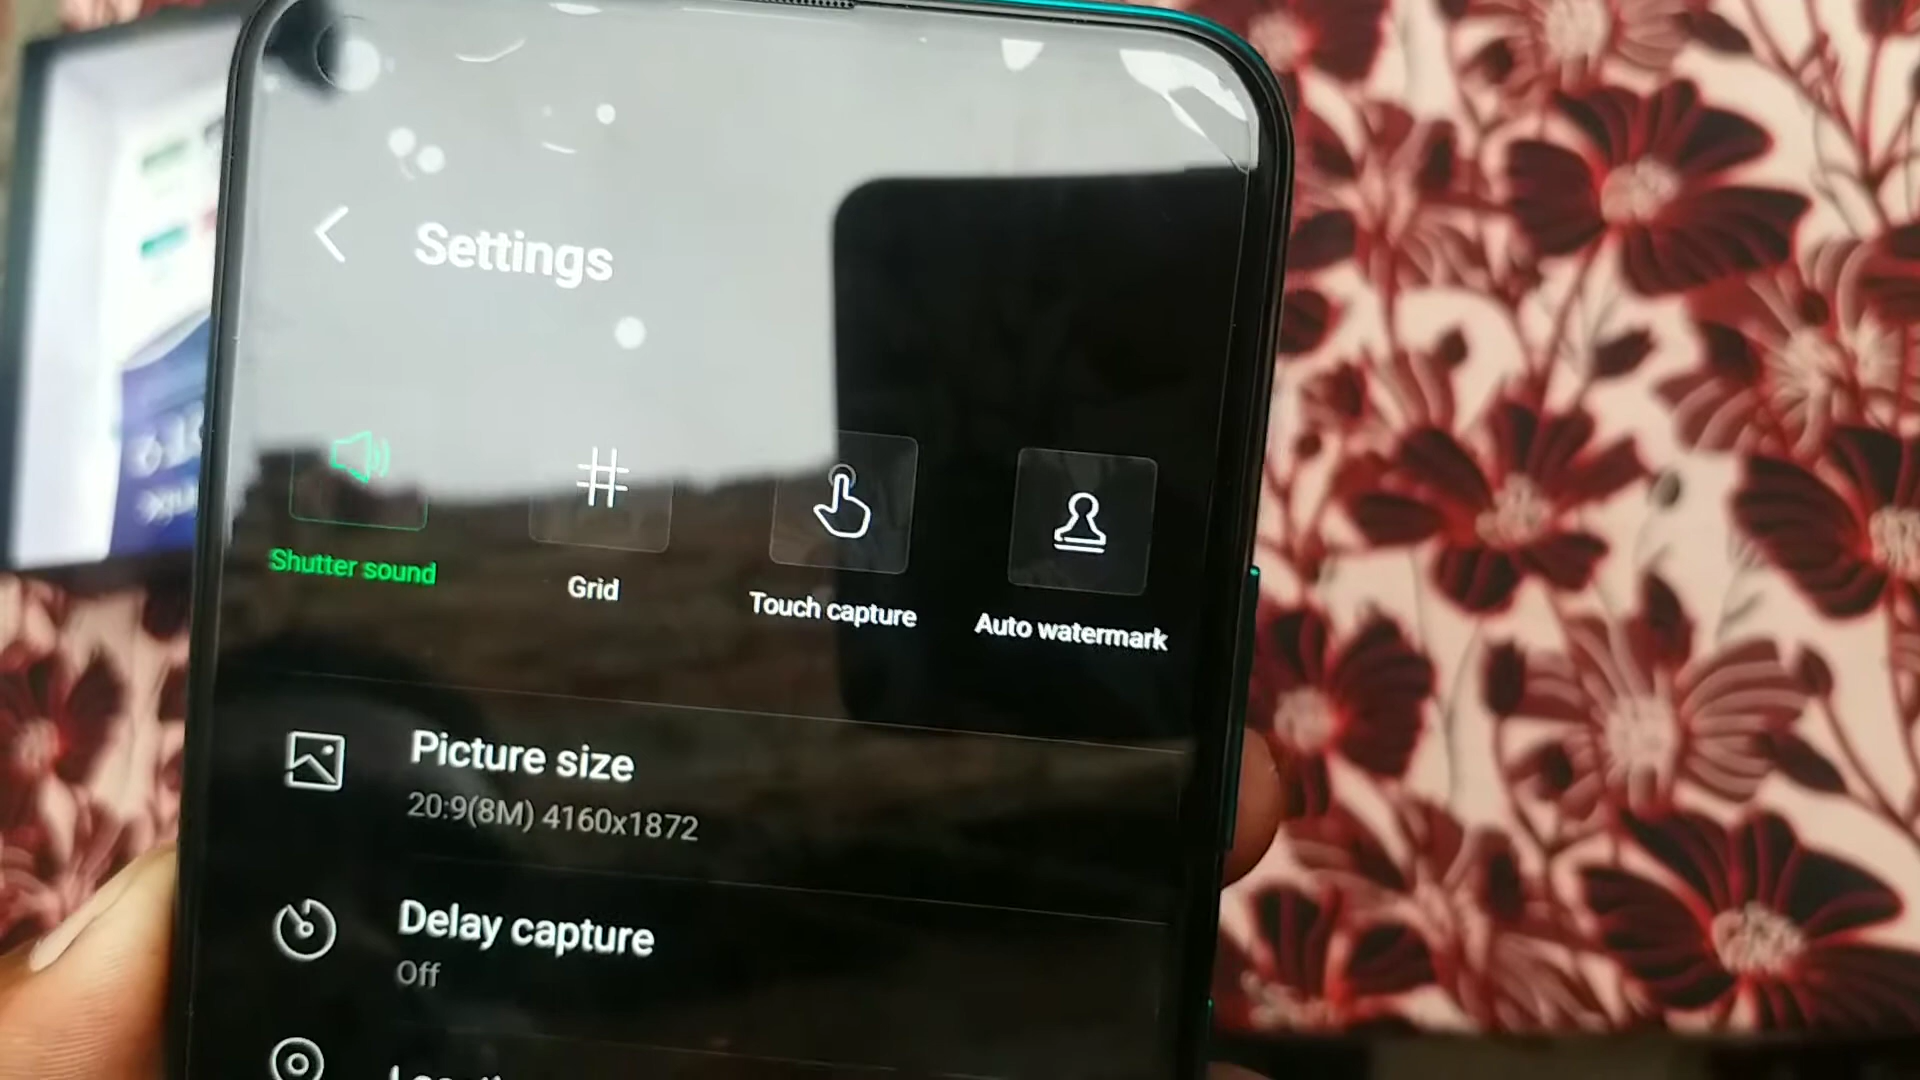 Settings
Shutter sound
Grid
Touch capture
Auto watermark
Picture size
20:9(8M) 4160x1872
Delay capture
Off